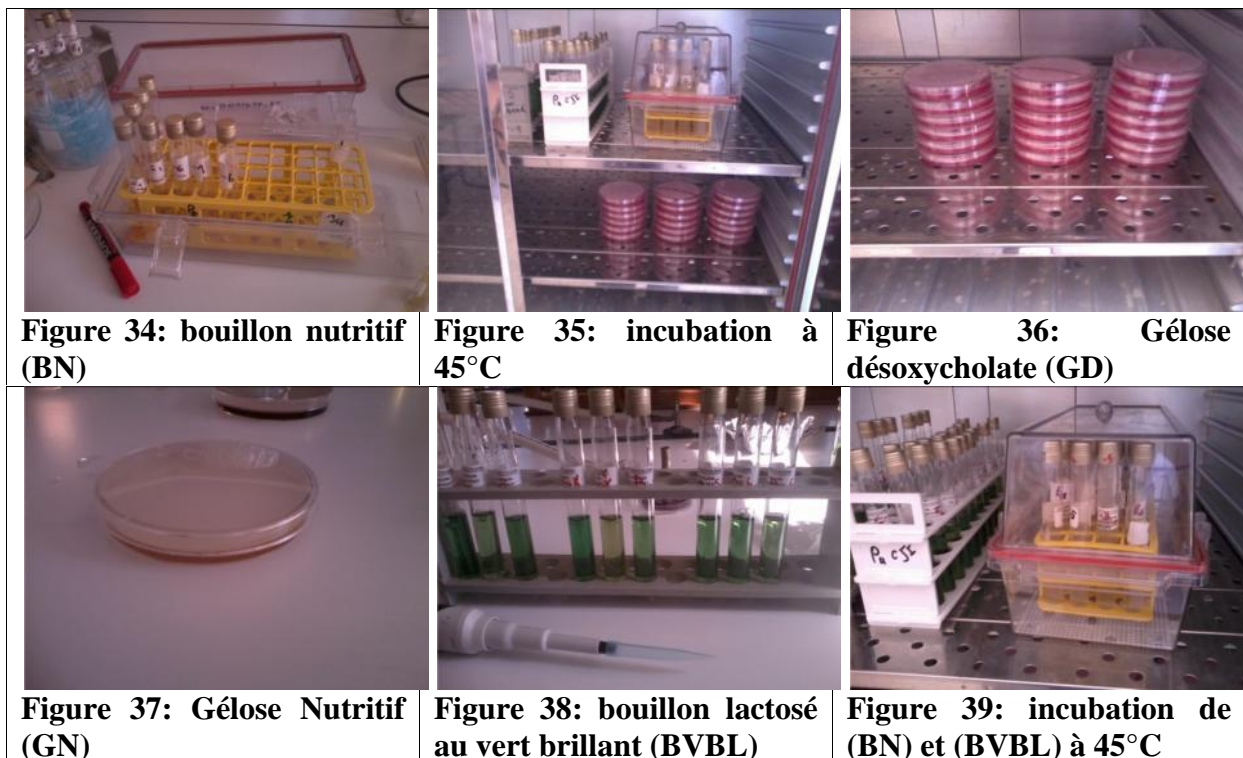 Figure 34: bouillon nutritif
(BN)
Figure 35: incubation à
45°C
Figure 36: Gélose
désoxycholate (GD)
Figure 37: Gélose Nutritif
(GN)
Figure 38: bouillon lactosé
au vert brillant (BVBL)
Figure 39: incubation de
(BN) et (BVBL) à 45°C